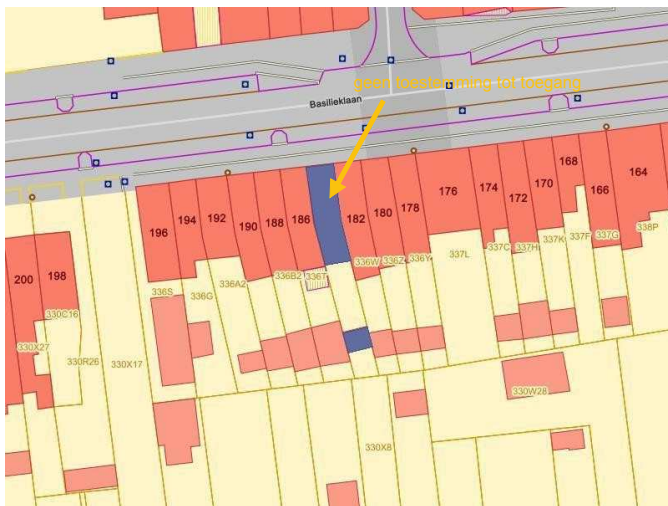 geen toestemming tot toegang
Basilieklaan
168
164
176
174
170
166
172
178
180
182
186
188
190
192
194
196
198
200
338P
337G
337F
337K
337H
337C
337L
336Y
336Z
336W
336T
336B2
336A2
336G
336S
330C16
330X27
330R26
330X17
330W28
330X8